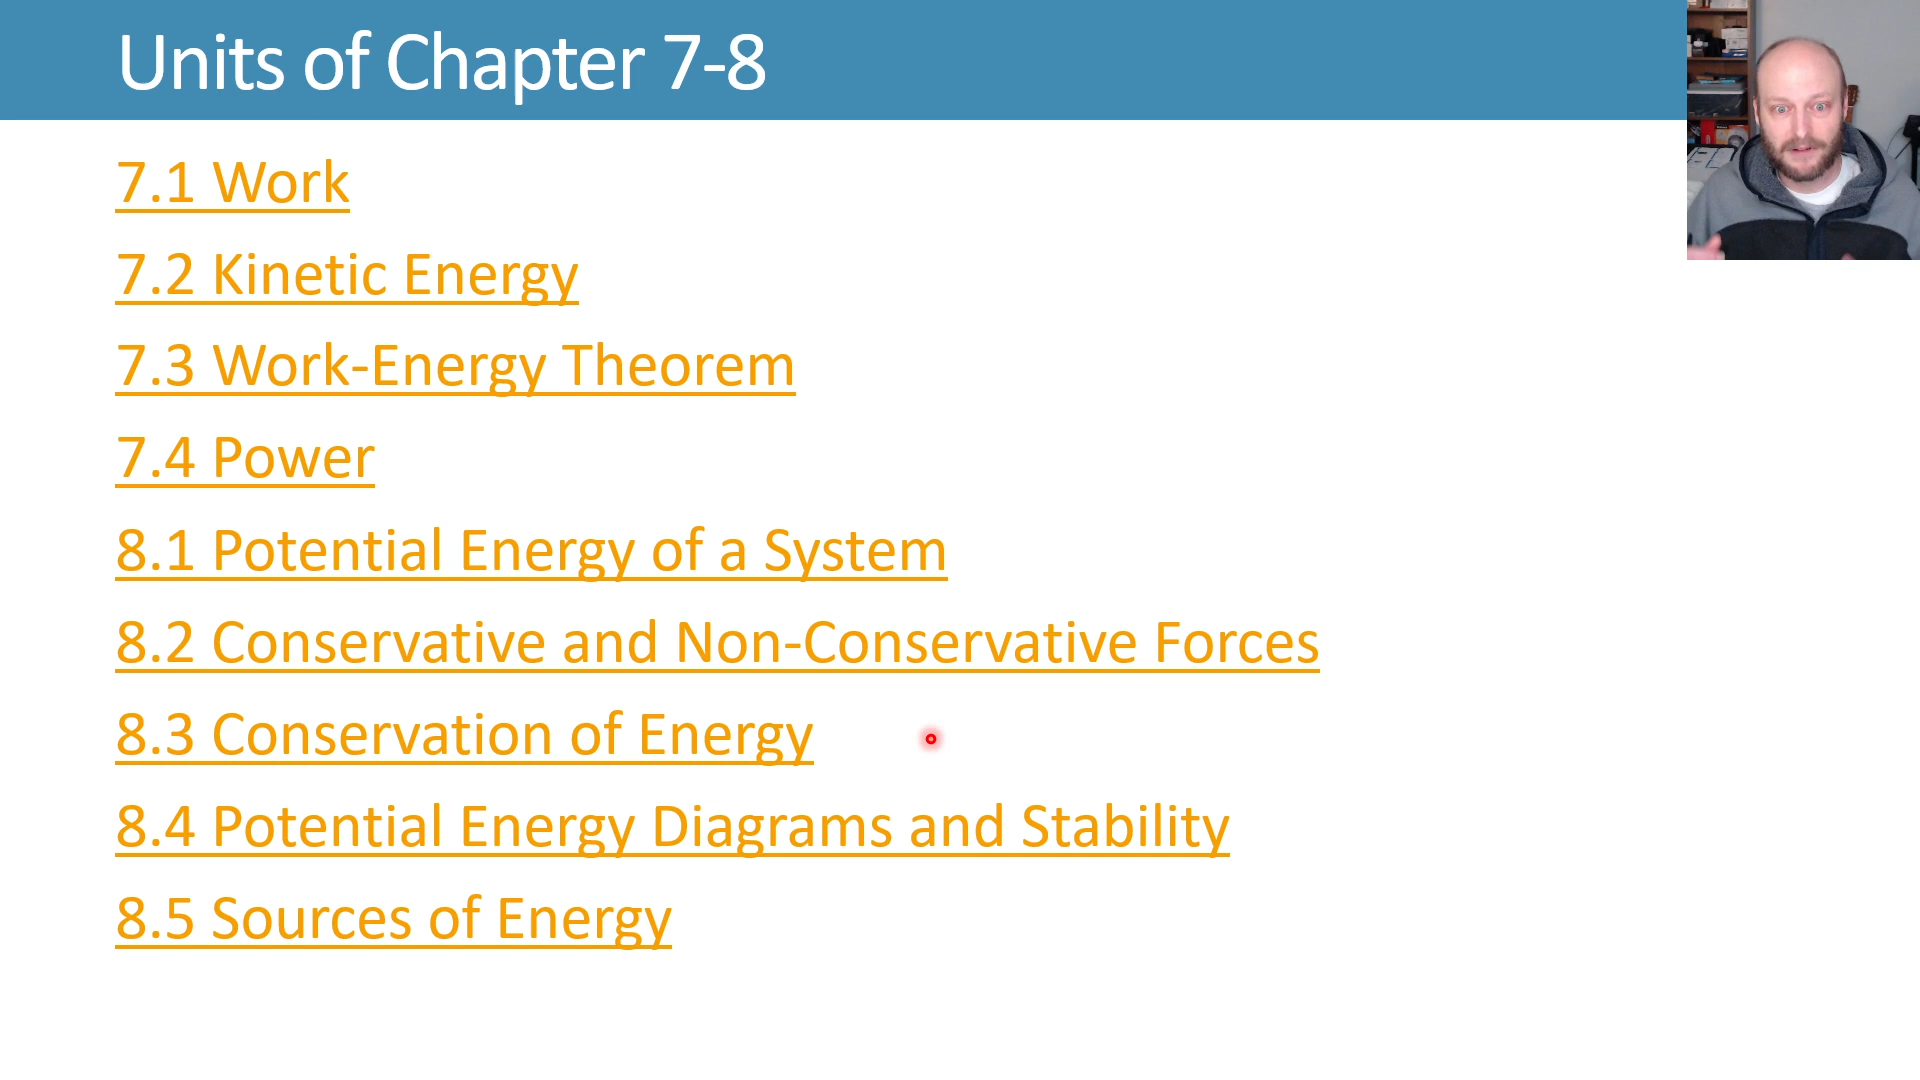 Units of Chapter 7-8
7.1 Work
7.2 Kinetic Energy
7.3 Work-Energy Theorem
7.4 Power
8.1 Potential Energy of a System
8.2 Conservative and Non-Conservative Forces
8.3 Conservation of Energy
8.4 Potential Energy Diagrams and Stability
8.5 Sources of Energy